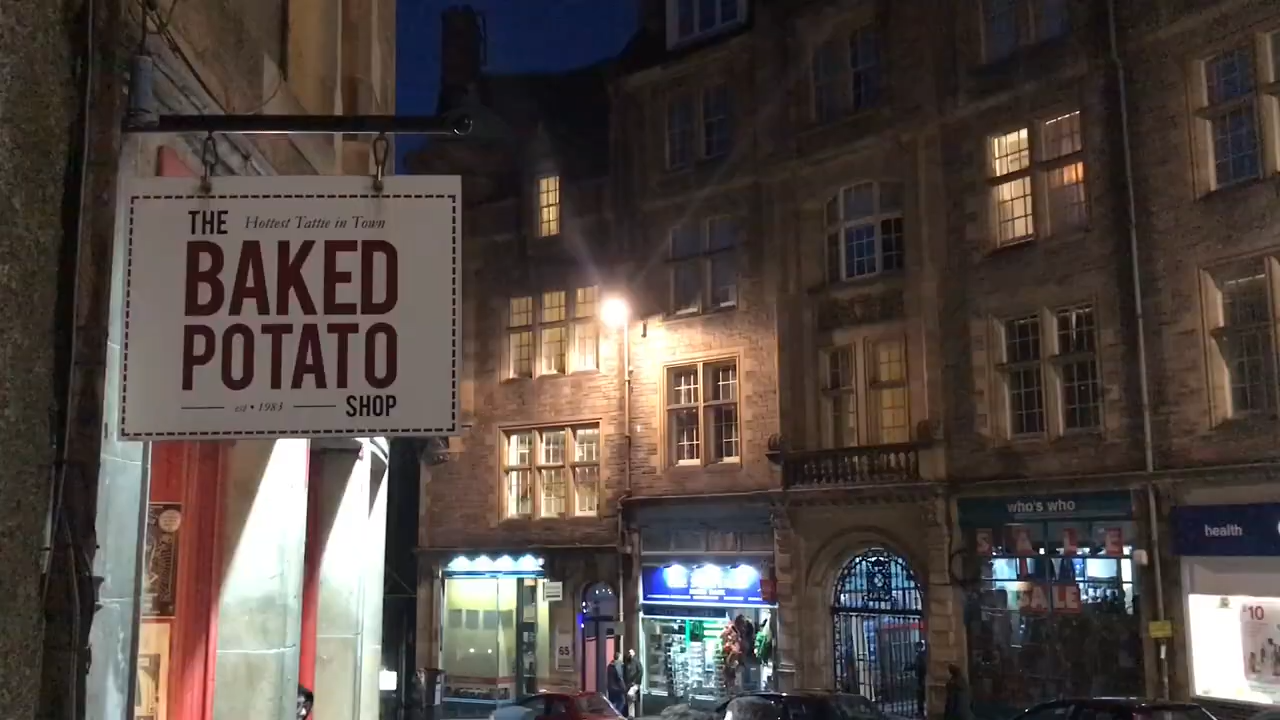 THE Hottest Tattie in Town
BAKED
POTATO
est • 1983 SHOP
who's who
SALE
SALE
health
£10
65